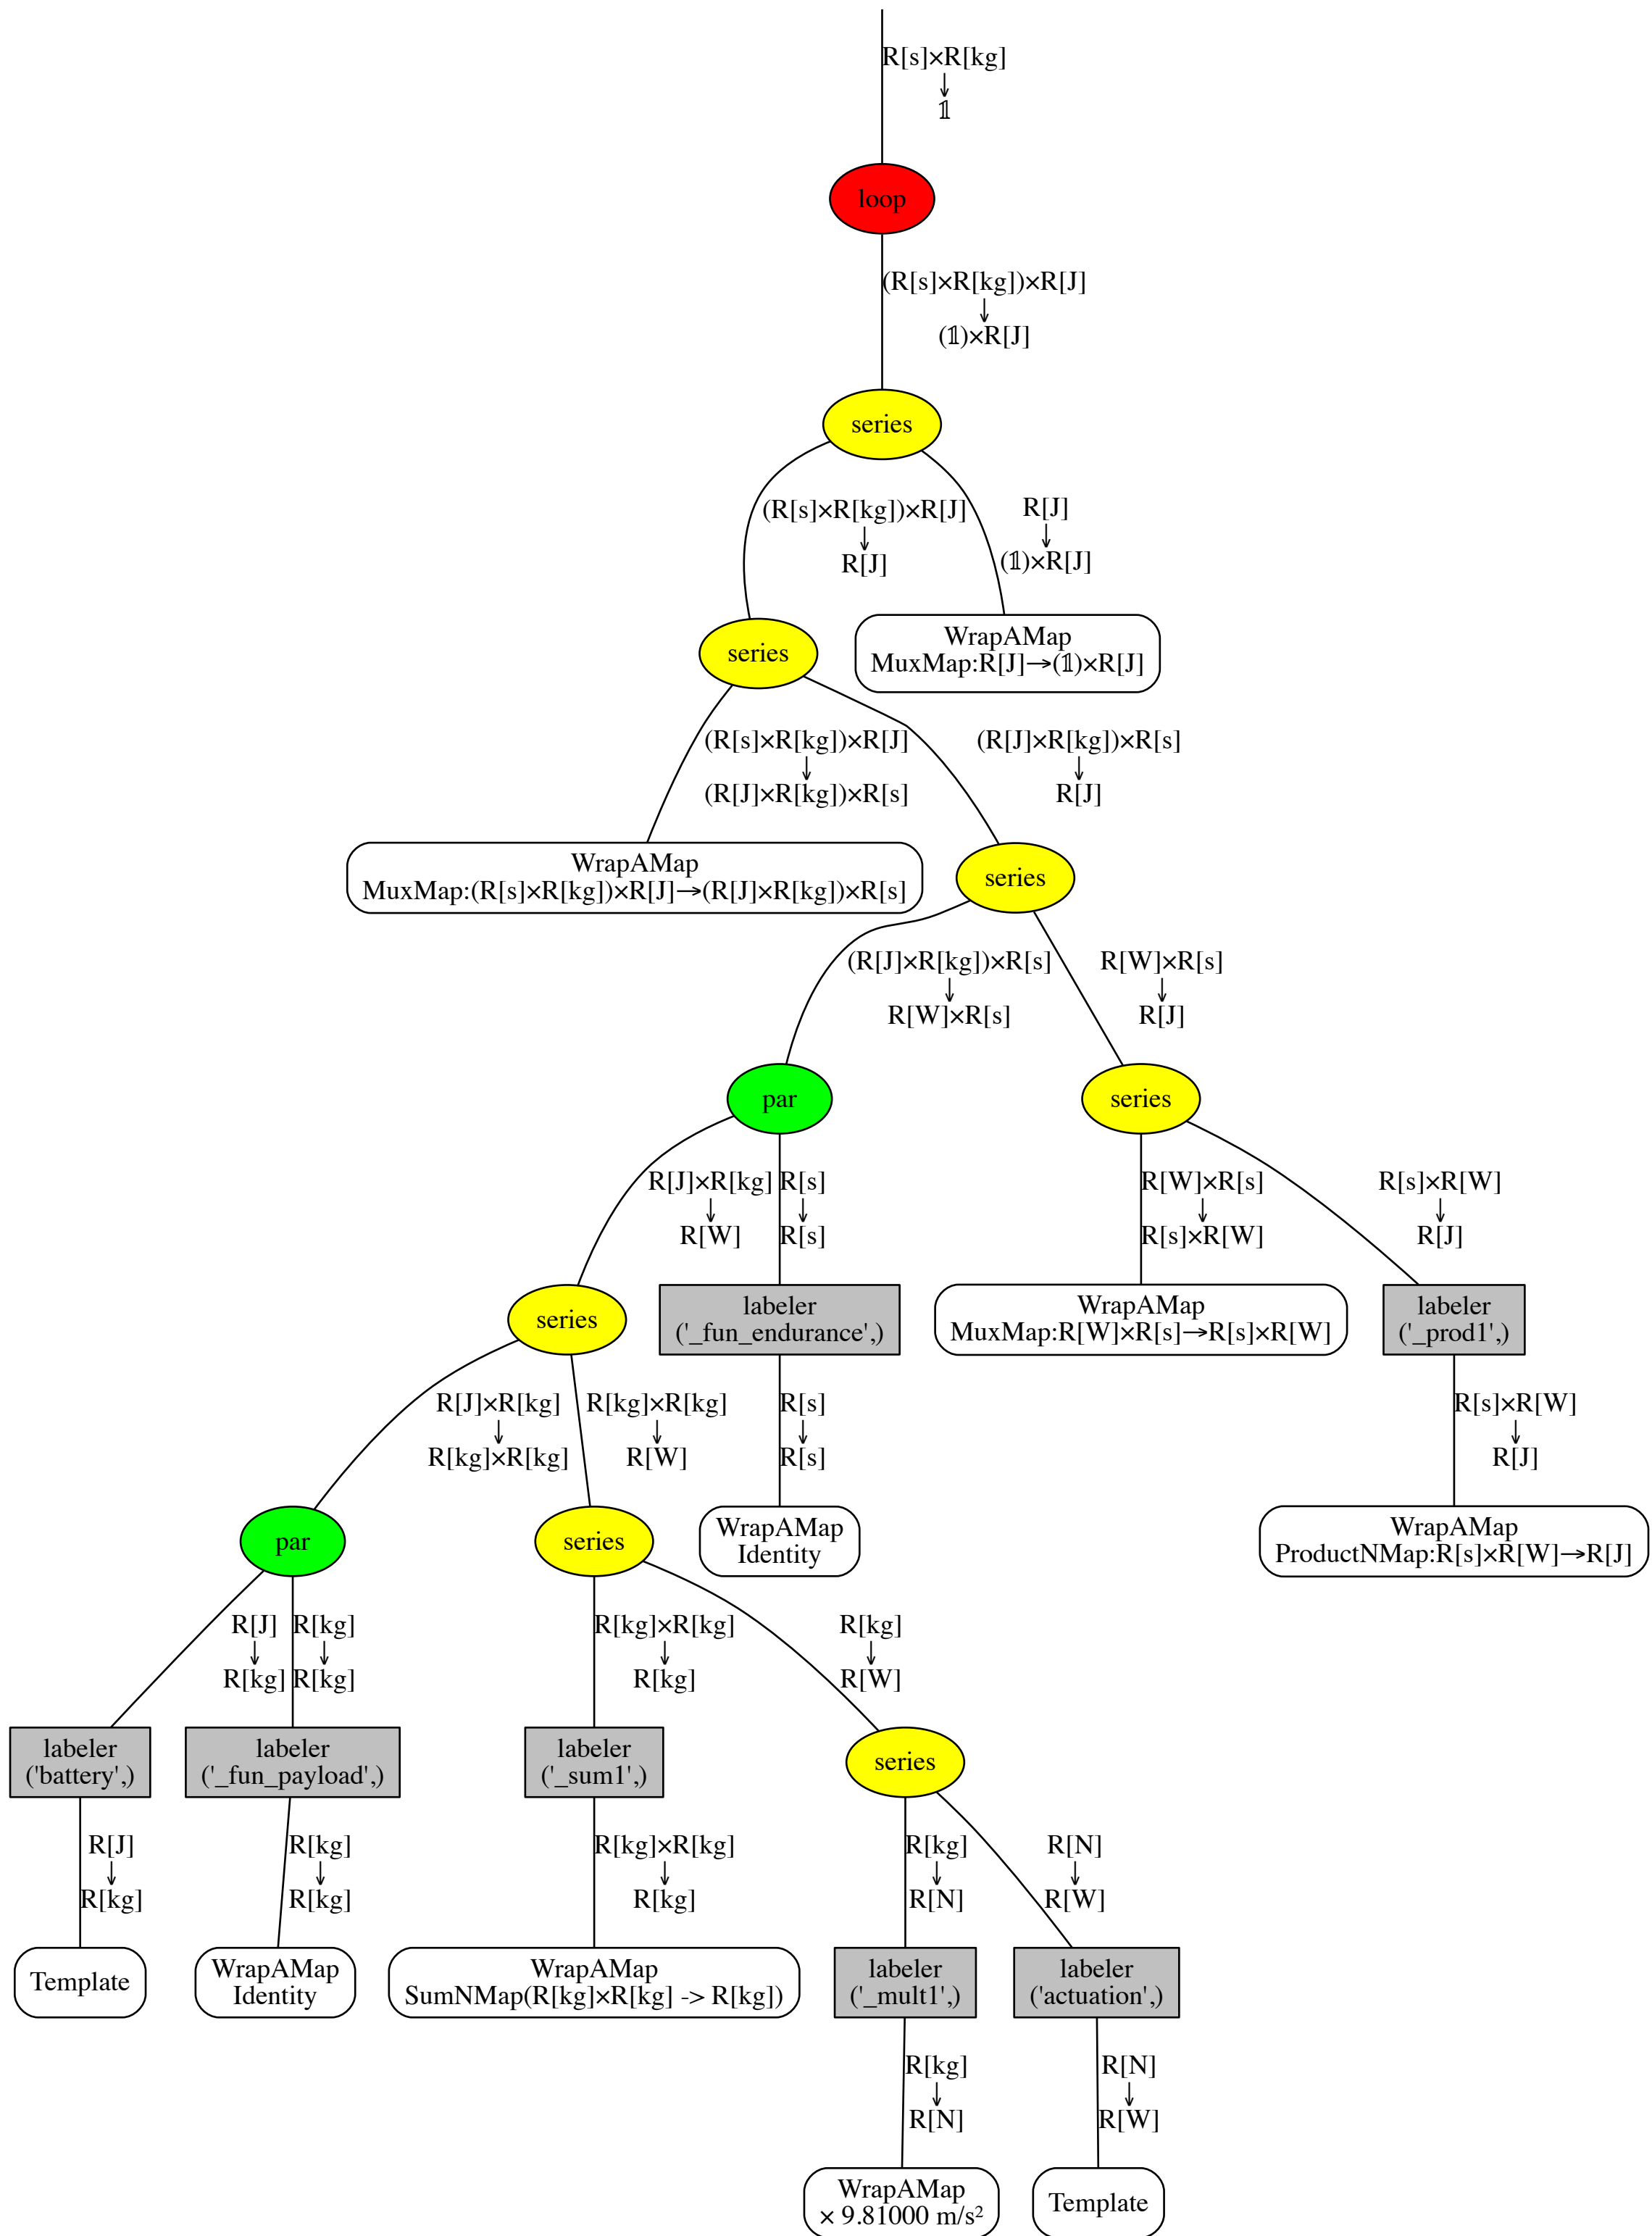 R[s]×R[kg]
↓
𝟙
loop
(R[s]×R[kg])×R[J]
↓
(𝟙)×R[J]
series
(R[s]×R[kg])×R[J]
↓
R[J]
R[J]
↓
(𝟙)×R[J]
series
WrapAMap
MuxMap:R[J]→(𝟙)×R[J]
(R[s]×R[kg])×R[J]
↓
(R[J]×R[kg])×R[s]
(R[J]×R[kg])×R[s]
↓
R[J]
WrapAMap
MuxMap:(R[s]×R[kg])×R[J]→(R[J]×R[kg])×R[s]
series
(R[J]×R[kg])×R[s]
↓
R[W]×R[s]
R[W]×R[s]
↓
R[J]
par
series
R[J]×R[kg]
↓
R[W]
R[s]
↓
R[s]
R[W]×R[s]
↓
R[s]×R[W]
R[s]×R[W]
↓
R[J]
series
labeler
('_fun_endurance',)
WrapAMap
MuxMap:R[W]×R[s]→R[s]×R[W]
labeler
('_prod1',)
R[J]×R[kg]
↓
R[kg]×R[kg]
R[kg]×R[kg]
↓
R[W]
R[s]
↓
R[s]
R[s]×R[W]
↓
R[J]
par
series
WrapAMap
Identity
WrapAMap
ProductNMap:R[s]×R[W]→R[J]
R[J]
↓
R[kg]
R[kg]
↓
R[kg]
R[kg]×R[kg]
↓
R[kg]
R[kg]
↓
R[W]
labeler
('battery',)
labeler
('_fun_payload',)
labeler
('_sum1',)
series
R[J]
↓
R[kg]
R[kg]
↓
R[kg]
R[kg]×R[kg]
↓
R[kg]
R[kg]
↓
R[N]
R[N]
↓
R[W]
Template
WrapAMap
Identity
WrapAMap
SumNMap(R[kg]×R[kg] -> R[kg])
labeler
('_mult1',)
labeler
('actuation',)
R[kg]
↓
R[N]
R[N]
↓
R[W]
WrapAMap
× 9.81000 m/s²
Template